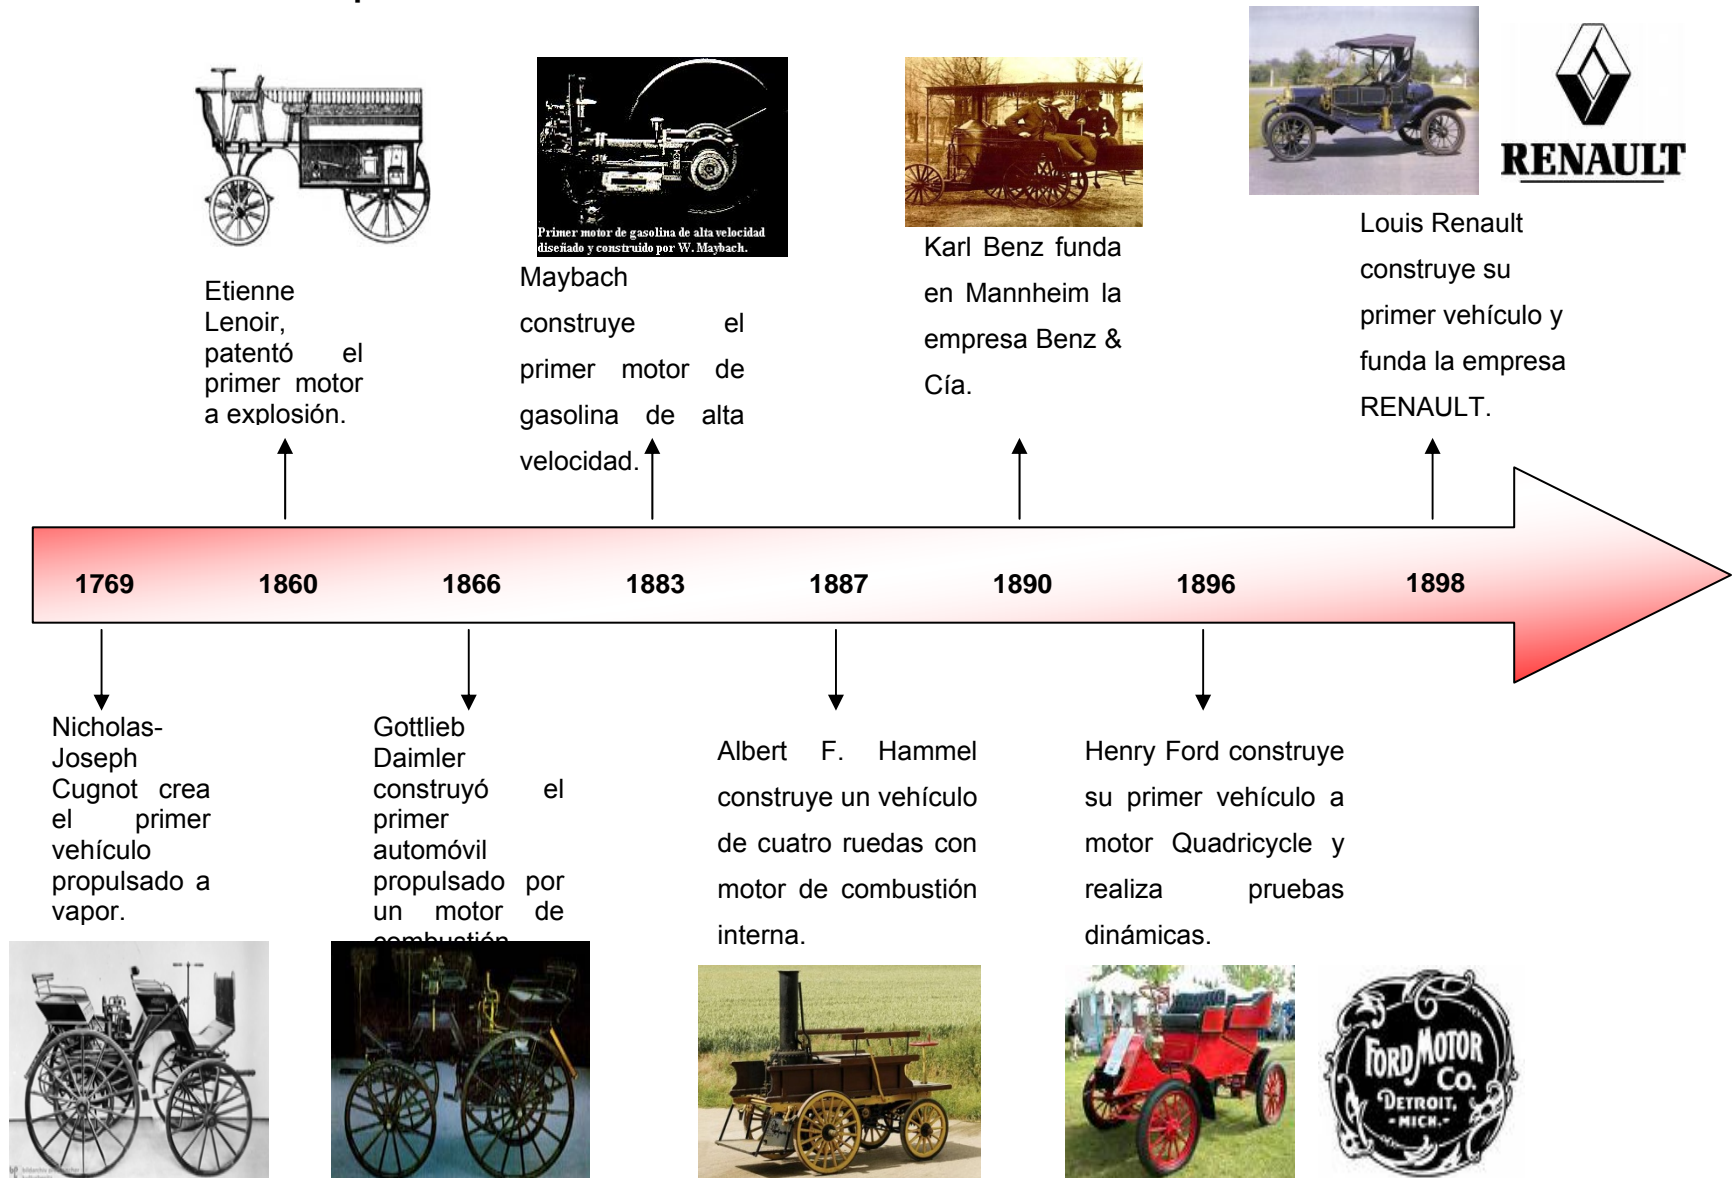 RENAULT
Primer motor de gasolina de alta velocidad
diseñado y construido por W. Maybach.
Etienne
Lenoir,
patentó el
primer motor
a explosión.
Maybach
construye el
primer motor de
gasolina de alta
velocidad.
Karl Benz funda
en Mannheim la
empresa Benz &
Cía.
Louis Renault
construye su
primer vehículo y
funda la empresa
RENAULT.
1769 1860 1866 1883 1887 1890 1896 1898
Nicholas-
Joseph
Cugnot crea
el primer
vehículo
propulsado a
vapor.
Gottlieb
Daimler
construyó el
primer
automóvil
propulsado por
un motor de
combustión
Albert F. Hammel
construye un vehículo
de cuatro ruedas con
motor de combustión
interna.
Henry Ford construye
su primer vehículo a
motor Quadricycle y
realiza pruebas
dinámicas.
FORD MOTOR
Co.
DETROIT,
-MICH.-